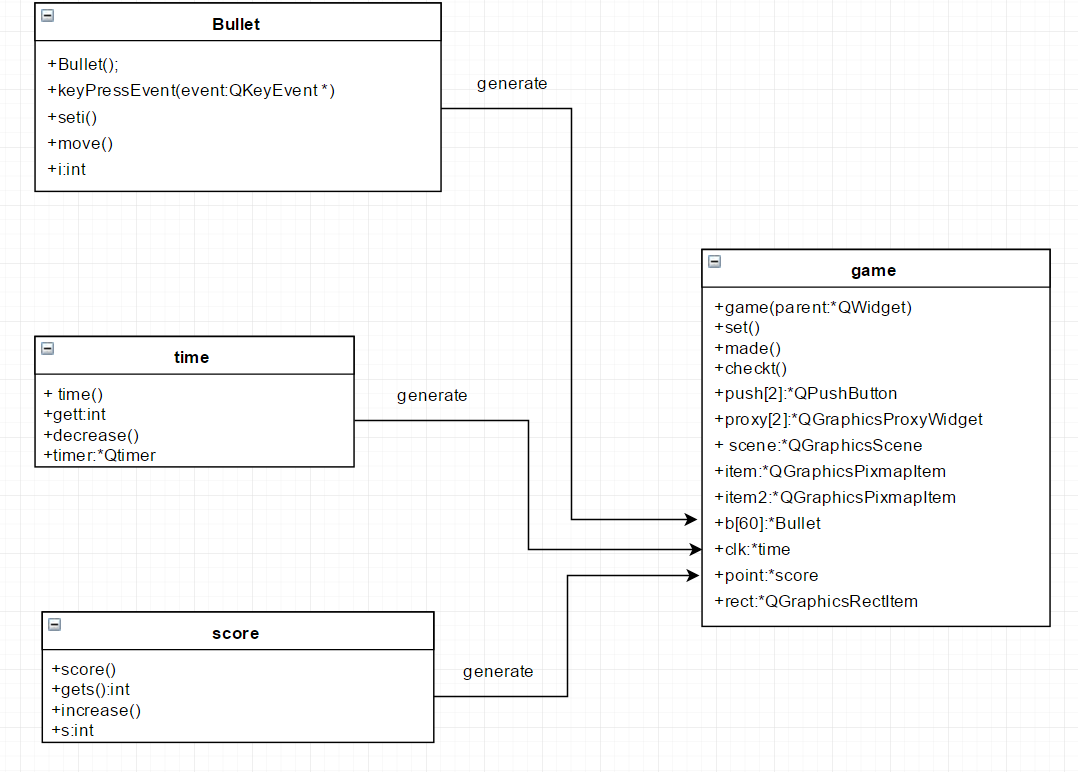 Bullet
+Bullet();
+keyPressEvent(event:QKeyEvent *)
+seti()
+move()
+i:int
generate
game
+game(parent:*QWidget)
+set()
+made()
+checkt()
+push[2]:*QPushButton
+proxy[2]:*QGraphicsProxyWidget
+ scene:*QGraphicsScene
+item:*QGraphicsPixmapItem
+item2:*QGraphicsPixmapItem
+b[60]:*Bullet
+clk:*time
+point:*score
+rect:*QGraphicsRectItem
time
+ time()
+gett:int
+decrease()
+timer:*Qtimer
generate
score
+score()
+gets():int
+increase()
+s:int
generate